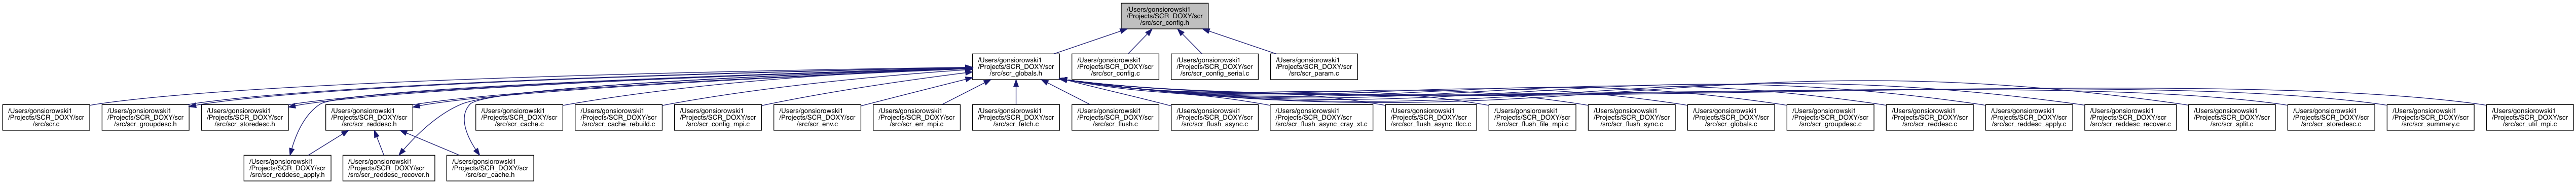 /Users/gonsiorowski1
/Projects/SCR_DOXY/scr
/src/scr_config.h
/Users/gonsiorowski1
/Projects/SCR_DOXY/scr
/src/scr_globals.h
/Users/gonsiorowski1
/Projects/SCR_DOXY/scr
/src/scr_config.c
/Users/gonsiorowski1
/Projects/SCR_DOXY/scr
/src/scr_config_serial.c
/Users/gonsiorowski1
/Projects/SCR_DOXY/scr
/src/scr_param.c
/Users/gonsiorowski1
/Projects/SCR_DOXY/scr
/src/scr.c
/Users/gonsiorowski1
/Projects/SCR_DOXY/scr
/src/scr_groupdesc.h
/Users/gonsiorowski1
/Projects/SCR_DOXY/scr
/src/scr_storedesc.h
/Users/gonsiorowski1
/Projects/SCR_DOXY/scr
/src/scr_reddesc.h
/Users/gonsiorowski1
/Projects/SCR_DOXY/scr
/src/scr_cache.c
/Users/gonsiorowski1
/Projects/SCR_DOXY/scr
/src/scr_cache_rebuild.c
/Users/gonsiorowski1
/Projects/SCR_DOXY/scr
/src/scr_config_mpi.c
/Users/gonsiorowski1
/Projects/SCR_DOXY/scr
/src/scr_env.c
/Users/gonsiorowski1
/Projects/SCR_DOXY/scr
/src/scr_err_mpi.c
/Users/gonsiorowski1
/Projects/SCR_DOXY/scr
/src/scr_fetch.c
/Users/gonsiorowski1
/Projects/SCR_DOXY/scr
/src/scr_flush.c
/Users/gonsiorowski1
/Projects/SCR_DOXY/scr
/src/scr_flush_async.c
/Users/gonsiorowski1
/Projects/SCR_DOXY/scr
/src/scr_flush_async_cray_xt.c
/Users/gonsiorowski1
/Projects/SCR_DOXY/scr
/src/scr_flush_async_tlcc.c
/Users/gonsiorowski1
/Projects/SCR_DOXY/scr
/src/scr_flush_file_mpi.c
/Users/gonsiorowski1
/Projects/SCR_DOXY/scr
/src/scr_flush_sync.c
/Users/gonsiorowski1
/Projects/SCR_DOXY/scr
/src/scr_globals.c
/Users/gonsiorowski1
/Projects/SCR_DOXY/scr
/src/scr_groupdesc.c
/Users/gonsiorowski1
/Projects/SCR_DOXY/scr
/src/scr_reddesc.c
/Users/gonsiorowski1
/Projects/SCR_DOXY/scr
/src/scr_reddesc_apply.c
/Users/gonsiorowski1
/Projects/SCR_DOXY/scr
/src/scr_reddesc_recover.c
/Users/gonsiorowski1
/Projects/SCR_DOXY/scr
/src/scr_split.c
/Users/gonsiorowski1
/Projects/SCR_DOXY/scr
/src/scr_storedesc.c
/Users/gonsiorowski1
/Projects/SCR_DOXY/scr
/src/scr_summary.c
/Users/gonsiorowski1
/Projects/SCR_DOXY/scr
/src/scr_util_mpi.c
/Users/gonsiorowski1
/Projects/SCR_DOXY/scr
/src/scr_reddesc_apply.h
/Users/gonsiorowski1
/Projects/SCR_DOXY/scr
/src/scr_reddesc_recover.h
/Users/gonsiorowski1
/Projects/SCR_DOXY/scr
/src/scr_cache.h